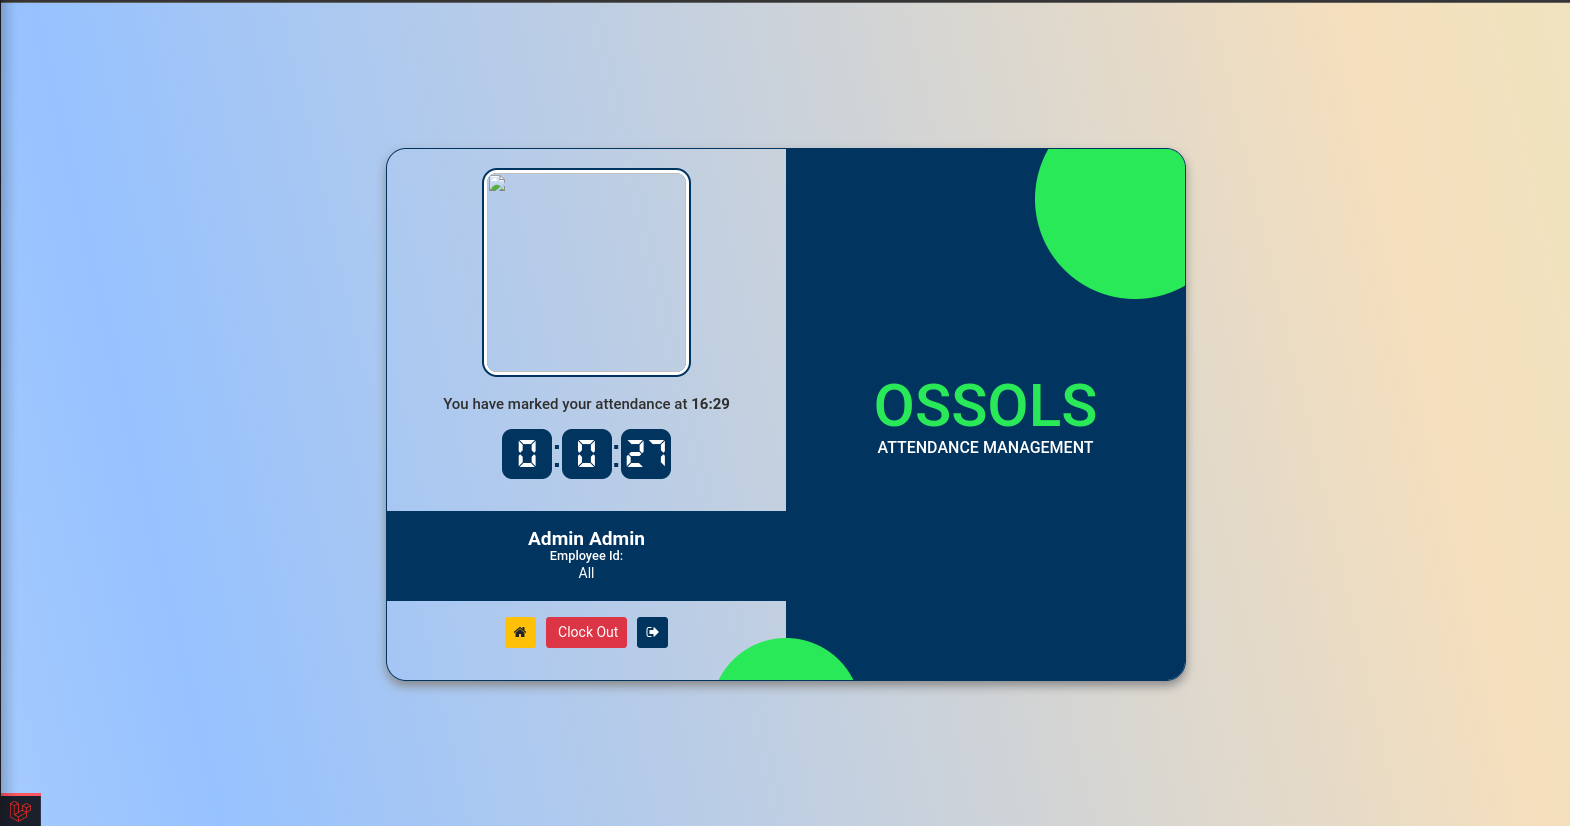 You have marked your attendance at 16:29
0:0:27
Admin Admin
Employee Id:
All
Clock Out
OSSOLS
ATTENDANCE MANAGEMENT